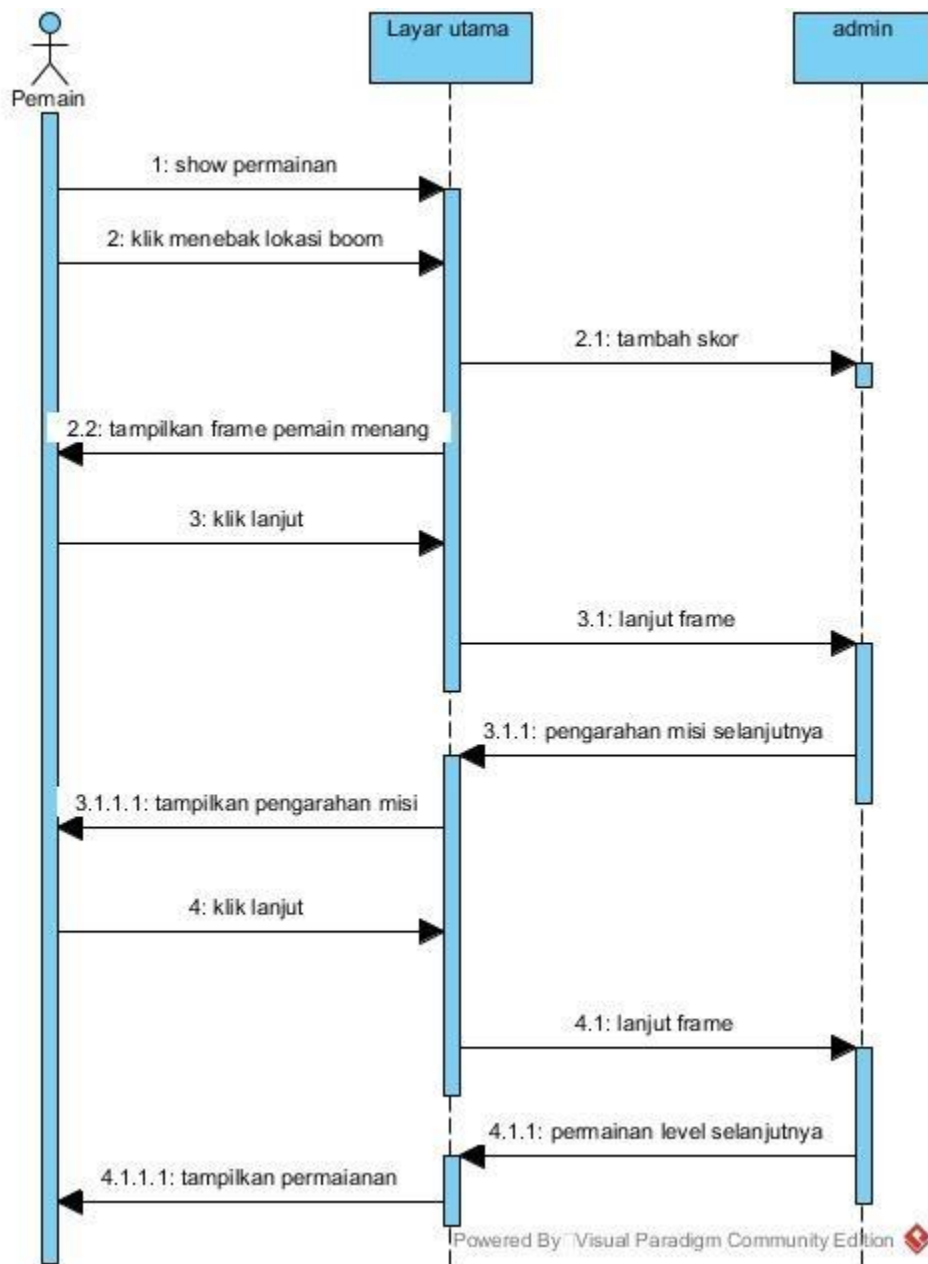 Layar utama
admin
Pemain
1: show permainan
2: klik menebak lokasi boom
2.1: tambah skor
2.2: tampilkan frame pemain menang
3: klik lanjut
3.1: lanjut frame
3.1.1: pengarahan misi selanjutnya
3.1.1.1: tampilkan pengarahan misi
4: klik lanjut
4.1: lanjut frame
4.1.1: permainan level selanjutnya
4.1.1.1: tampilkan permaianan
Powered By Visual Paradigm Community Edition